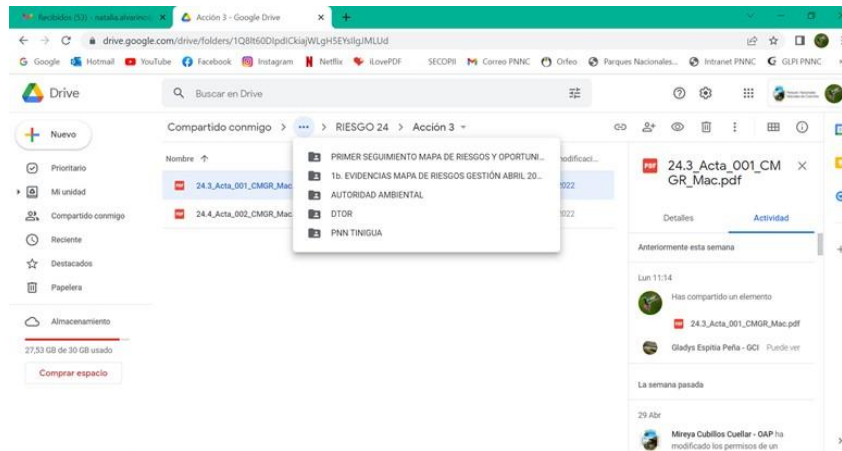 Recibidos (53) - natalia.alvarino
Acción 3 - Google Drive
drive.google.com/drive/folders/1Q8lt60DlpdICkiajWLgH5EYsIlgJMLUd
Google
Hotmail
YouTube
Facebook
Instagram
Netflix
iLovePDF
SECOPII
Correo PNNC
Orfeo
Parques Nacionales...
Intranet PNNC
GLPI PNNC
Drive
Buscar en Drive
Nuevo
Compartido conmigo > ... > RIESGO 24 > Acción 3
Prioritario
Mi unidad
Compartido conmigo
Reciente
Destacados
Papelera
Almacenamiento
27,53 GB de 30 GB usado
Comprar espacio
Nombre
24.3_Acta_001_CMGR_Mac
24.4_Acta_002_CMGR_Mac
PRIMER SEGUIMIENTO MAPA DE RIESGOS Y OPORTUNI...
1b. EVIDENCIAS MAPA DE RIESGOS GESTIÓN ABRIL 20...
AUTORIDAD AMBIENTAL
DTOR
PNN TINIGUA
24.3_Acta_001_CM
GR_Mac.pdf
Detalles
Actividad
Anteriormente esta semana
Lun 11:14
Has compartido un elemento
24.3_Acta_001_CMGR_Mac.pdf
Gladys Espitia Peña - GCI Puede ver
La semana pasada
29 Abr
Mireya Cubillos Cuellar - OAP ha
modificado los permisos de un